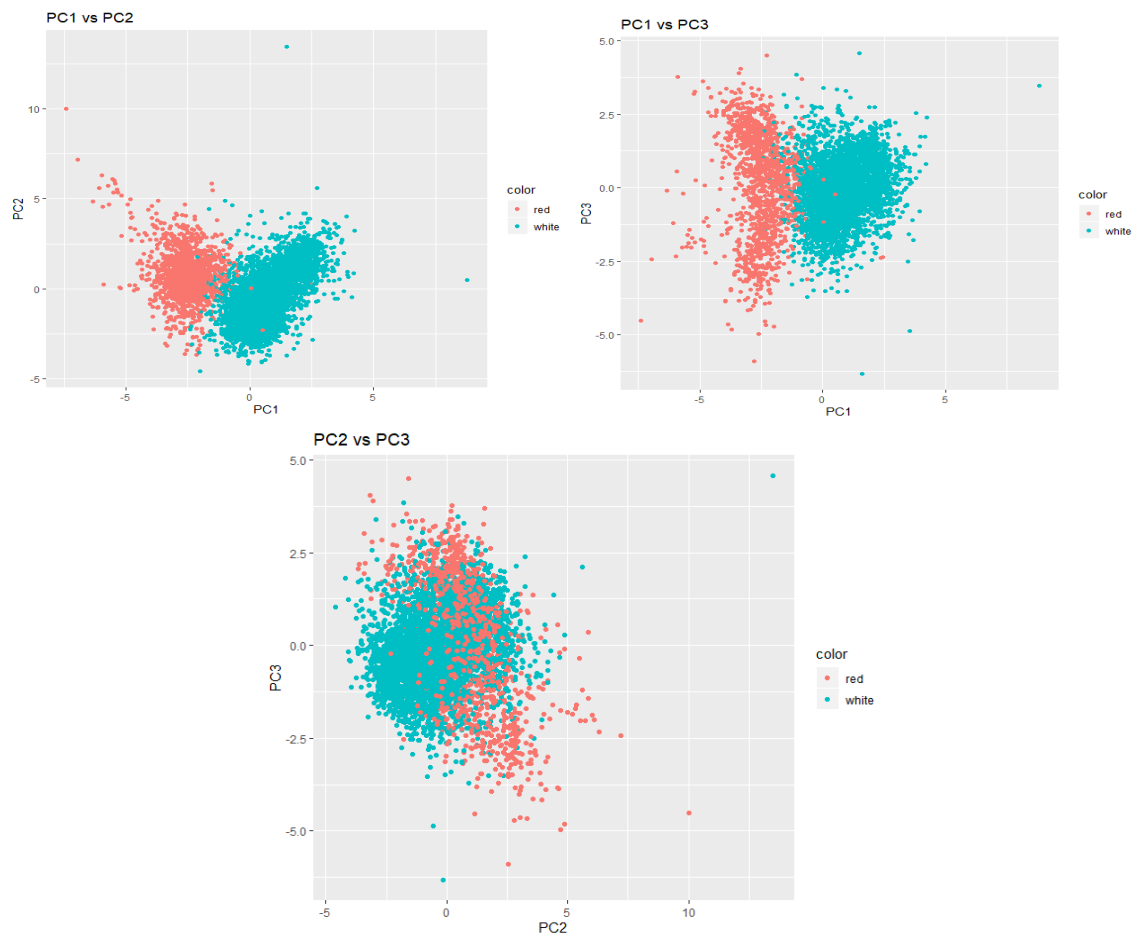 PC1 vs PC2
10
5
0
-5
PC2
-5
0
5
PC1
color
red
white
PC1 vs PC3
5.0
2.5
0.0
-2.5
-5.0
PC3
-5
0
5
PC1
color
red
white
PC2 vs PC3
5.0
2.5
0.0
-2.5
-5.0
PC3
-5
0
5
10
PC2
color
red
white